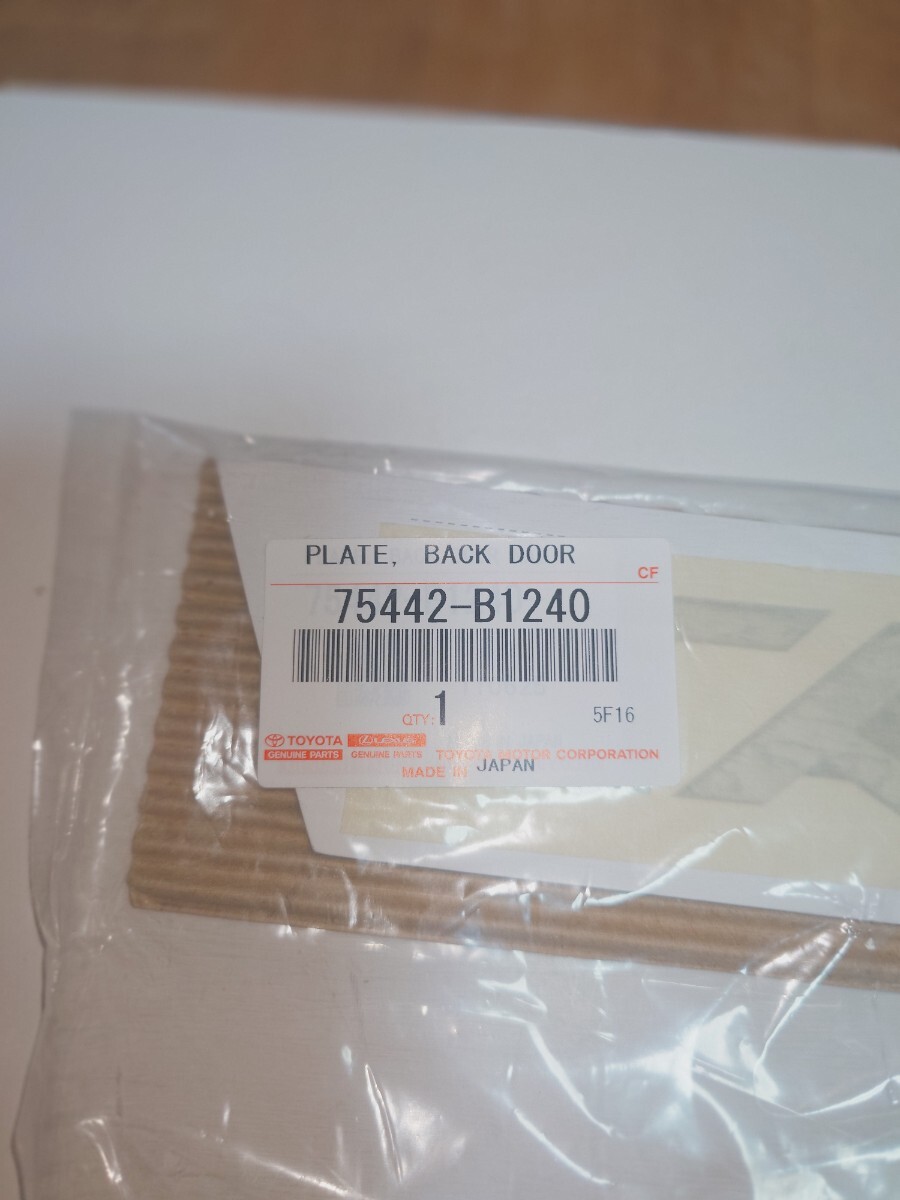 PLATE, BACK DOOR
CF
75442-B1240
QTY: 1
5F16
TOYOTA LEXUS
GENUINE PARTS GENUINE PARTS TOYOTA MOTOR CORPORATION
MADE IN JAPAN